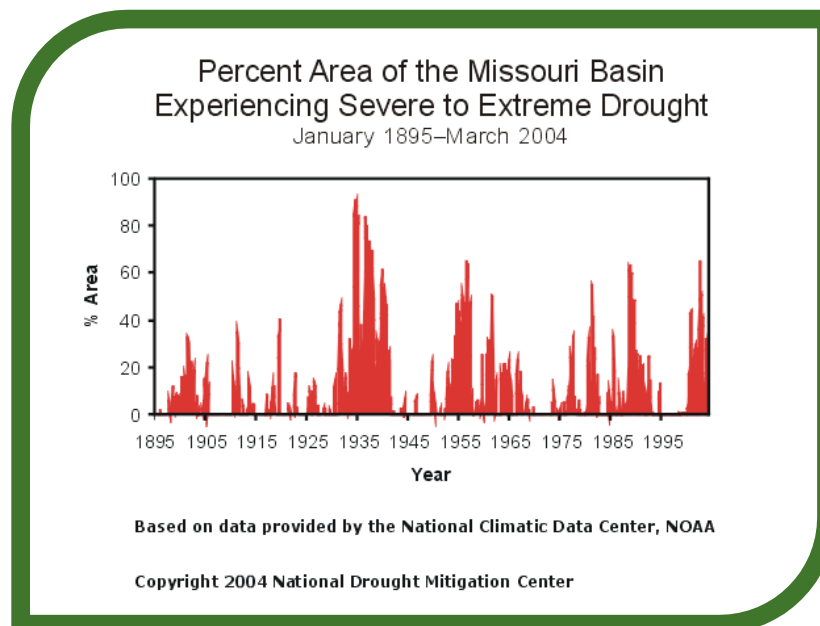 Percent Area of the Missouri Basin
Experiencing Severe to Extreme Drought
January 1895–March 2004
100
80
60
40
20
0
% Area
1895 1905 1915 1925 1935 1945 1955 1965 1975 1985 1995
Year
Based on data provided by the National Climatic Data Center, NOAA
Copyright 2004 National Drought Mitigation Center